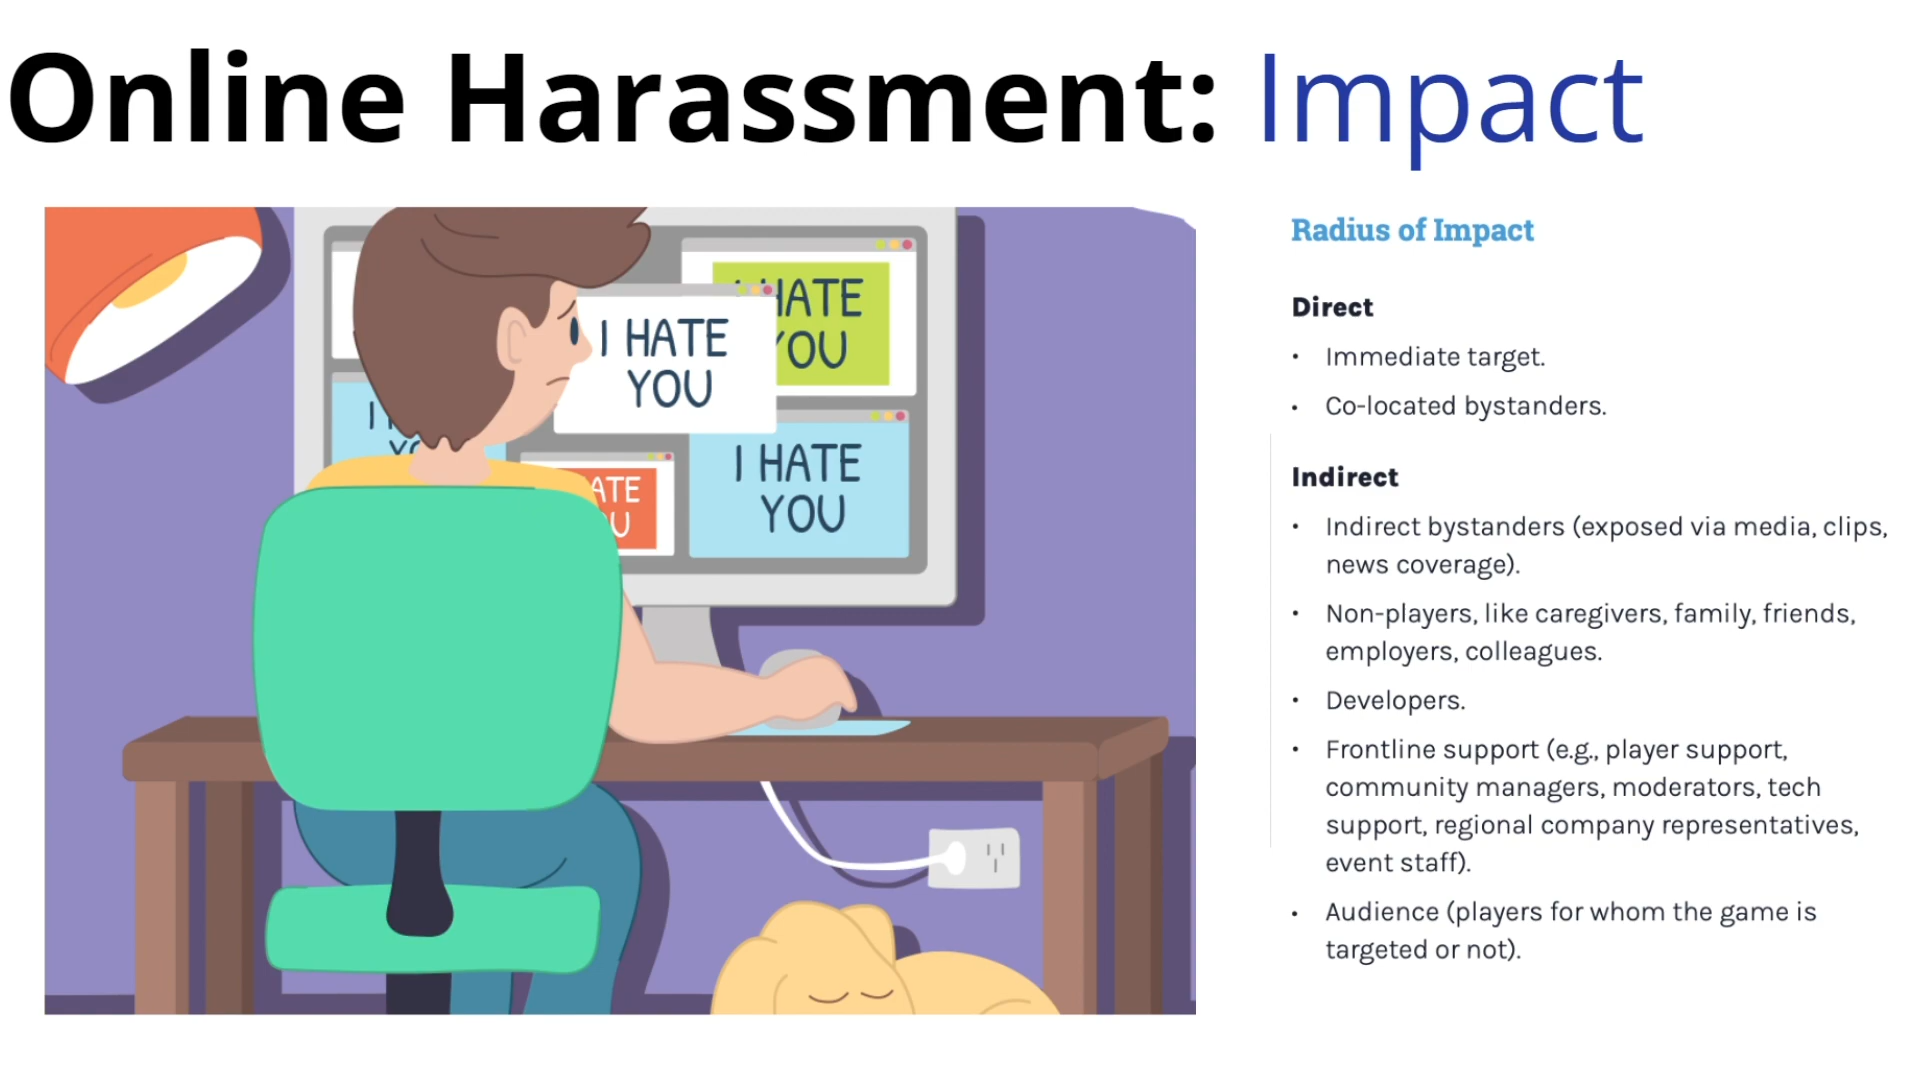 Online Harassment: Impact
I HATE
YOU
HATE
YOU
I HATE
YOU
ATE
U
Radius of Impact
Direct
• Immediate target.
• Co-located bystanders.
Indirect
• Indirect bystanders (exposed via media, clips,
news coverage).
• Non-players, like caregivers, family, friends,
employers, colleagues.
• Developers.
• Frontline support (e.g., player support,
community managers, moderators, tech
support, regional company representatives,
event staff).
• Audience (players for whom the game is
targeted or not).